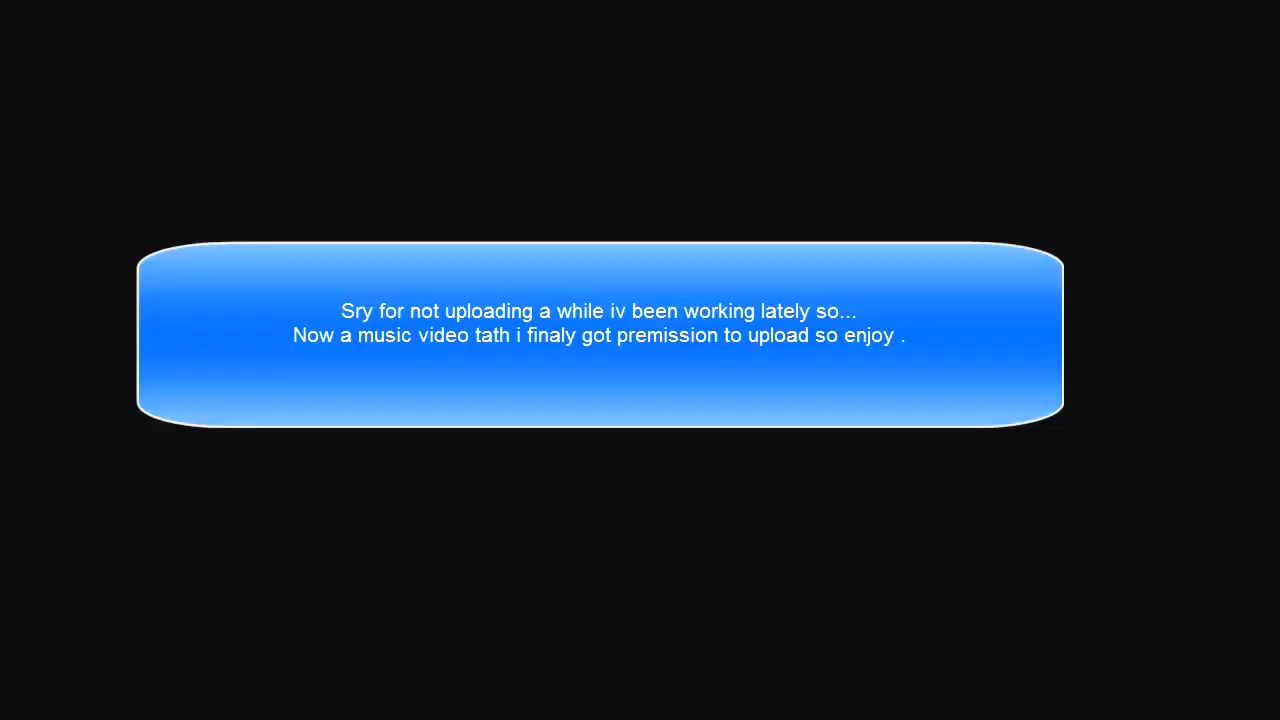 Sry for not uploading a while iv been working lately so...
Now a music video tath i finaly got premission to upload so enjoy .